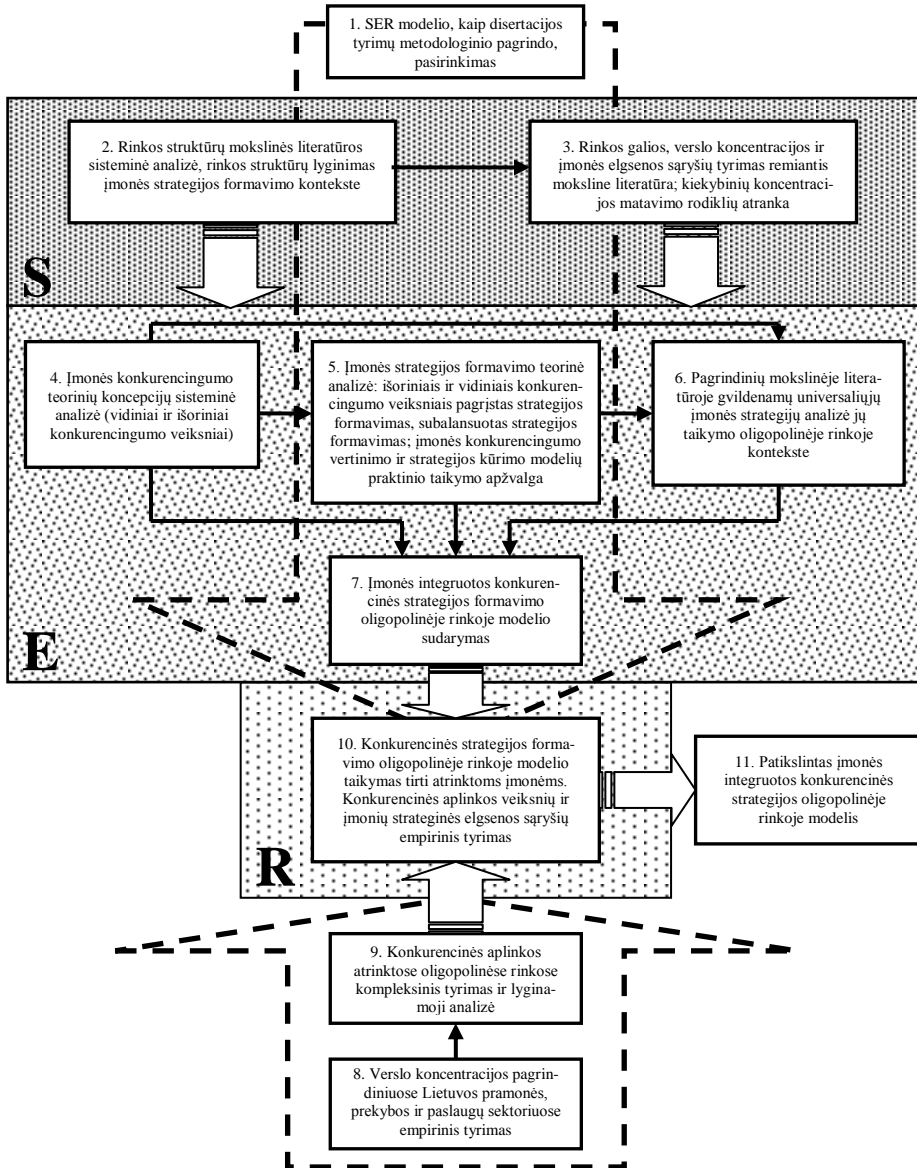 1. SER modelio, kaip disertacijos
tyrimų metodologinio pagrindo,
pasirinkimas
2. Rinkos struktūrų mokslinės literatūros
sisteminė analizė, rinkos struktūrų lyginimas
įmonės strategijos formavimo kontekste
3. Rinkos galios, verslo koncentracijos ir
įmonės elgsenos sąryšių tyrimas remiantis
moksline literatūra; kiekybinių koncentraci-
jos matavimo rodiklių atranka
S
4. Įmonės konkurencingumo
teorinių koncepcijų sisteminė
analizė (vidiniai ir išoriniai
konkurencingumo veiksniai)
5. Įmonės strategijos formavimo teorinė
analizė: išoriniais ir vidiniais konkuren-
cingumo veiksniais pagrįstas strategijos
formavimas, subalansuotas strategijos
formavimas; įmonės konkurencingumo
vertinimo ir strategijos kūrimo modelių
praktinio taikymo apžvalga
6. Pagrindinių mokslinėje litera-
tūroje gvildenamų universaliųjų
įmonės strategijų analizė jų
taikymo oligopolinėje rinkoje
kontekste
7. Įmonės integruotos konkuren-
cinės strategijos formavimo
oligopolinėje rinkoje modelio
sudarymas
E
10. Konkurencinės strategijos forma-
vimo oligopolinėje rinkoje modelio
taikymas tirti atrinktoms įmonėms.
Konkurencinės aplinkos veiksnių ir
įmonių strateginės elgsenos sąryšių
empirinis tyrimas
11. Patikslintas įmonės
integruotos konkurencinės
strategijos oligopolinėje
rinkoje modelis
R
9. Konkurencinės aplinkos
atrinktose oligopolinėse rinkose
kompleksinis tyrimas ir lygina-
moji analizė
8. Verslo koncentracijos pagrin-
diniuose Lietuvos pramonės,
prekybos ir paslaugų sektoriuose
empirinis tyrimas